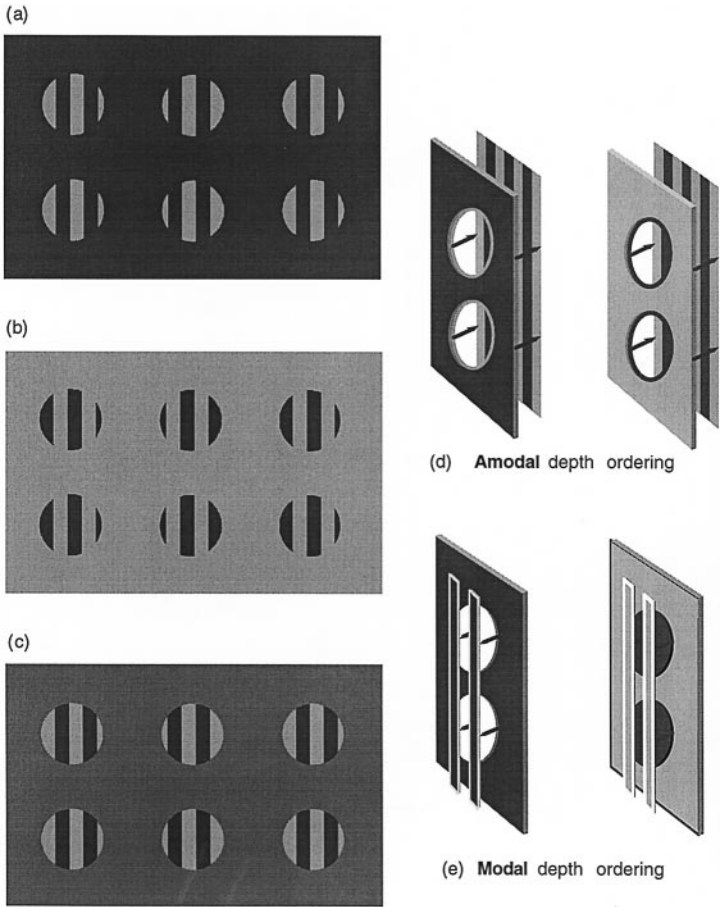 (a)
(b)
(c)
(d) Amodal depth ordering
(e) Modal depth ordering